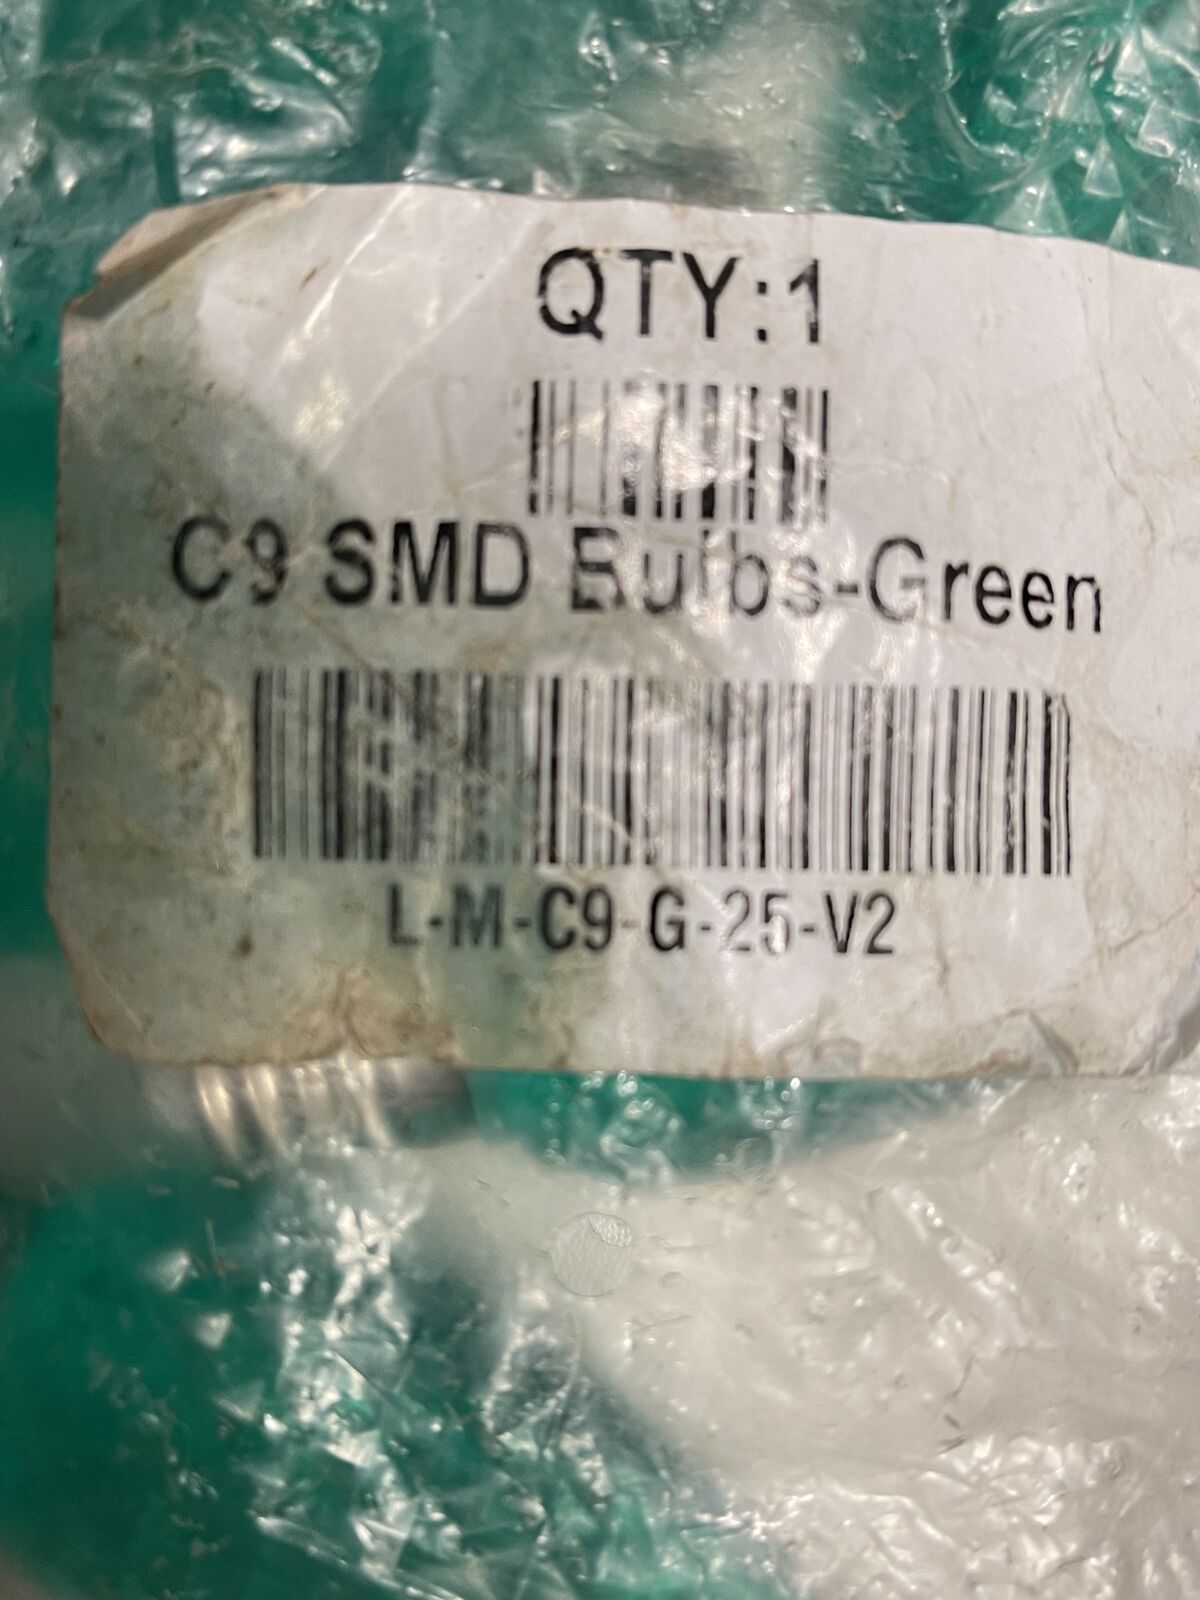 QTY:1
C9 SMD Bulbs-Green
L-M-C9-G-25-V2